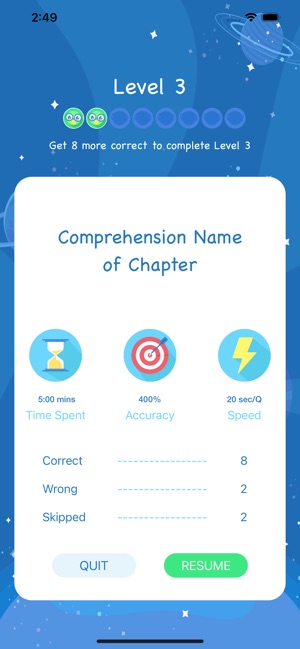 2:49
Level 3
Get 8 more correct to complete Level 3
Comprehension Name
of Chapter
5:00 mins 400% 20 sec/Q
Time Spent Accuracy Speed
Correct ---------------- 8
Wrong ---------------- 2
Skipped ---------------- 2
QUIT RESUME